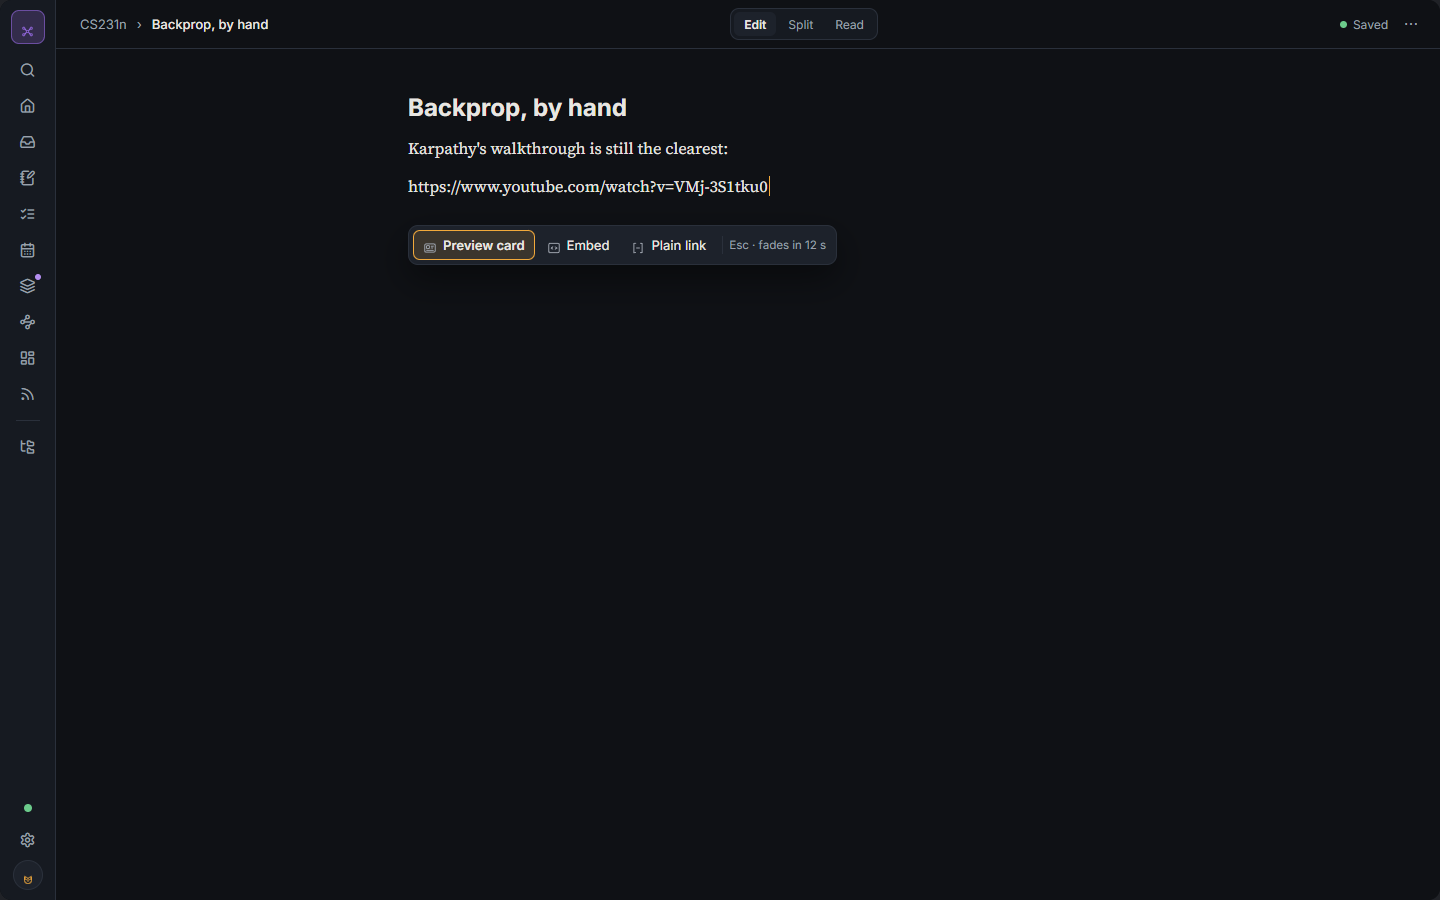 CS231n › Backprop, by hand
Edit Split Read
Saved ···
Backprop, by hand
Karpathy's walkthrough is still the clearest:
https://www.youtube.com/watch?v=VMj-3S1tku0
Preview card Embed Plain link Esc · fades in 12 s